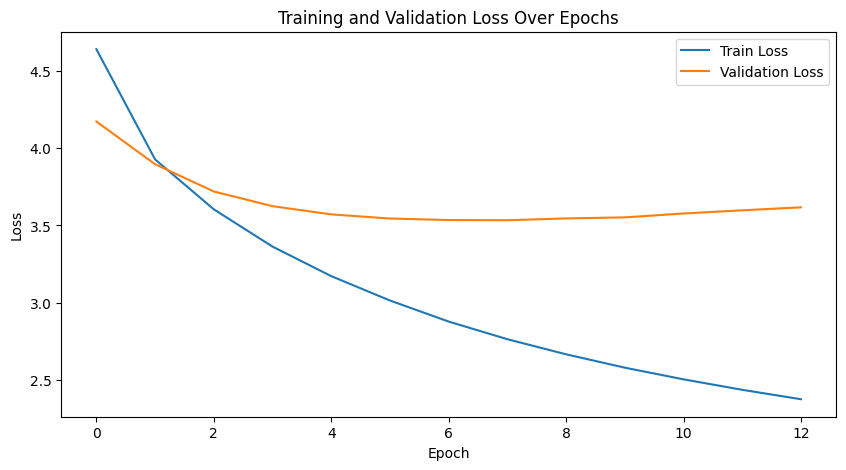 Training and Validation Loss Over Epochs
Train Loss
Validation Loss
4.5
4.0
3.5
3.0
2.5
Loss
0 2 4 6 8 10 12
Epoch